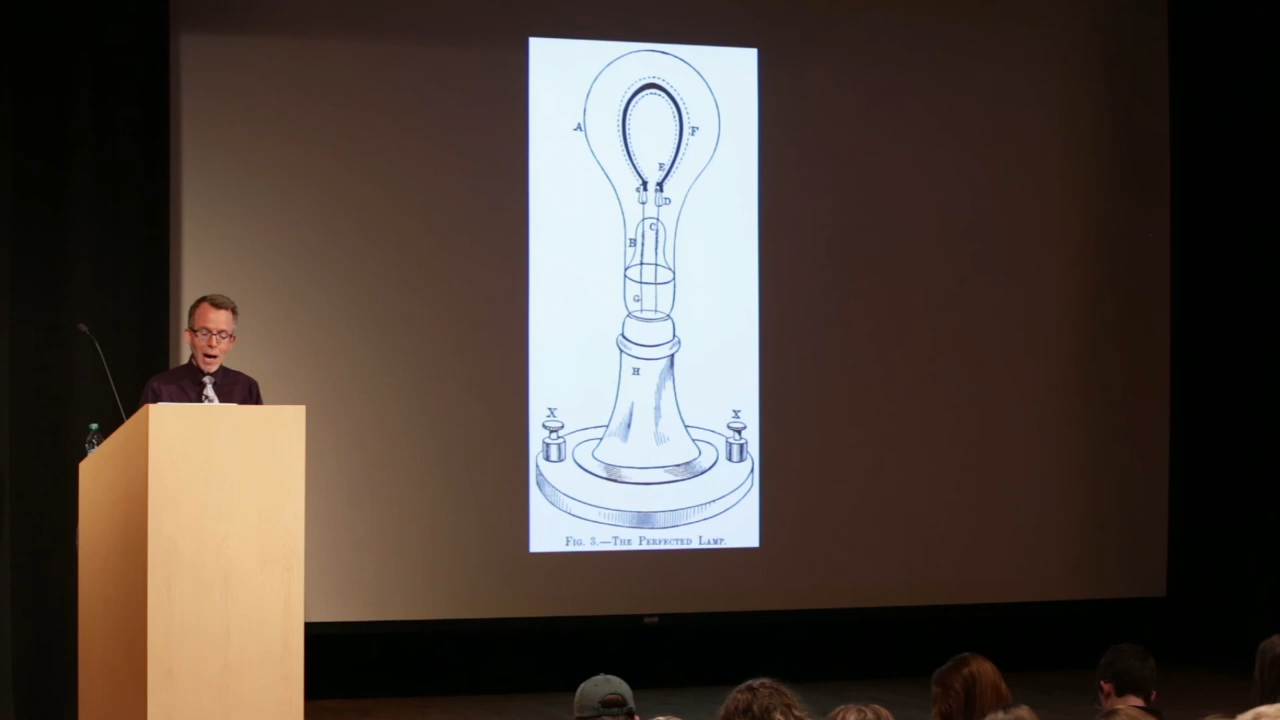 A
F
E
D
C
B
G
H
X X
Fig. 3.—The Perfected Lamp.